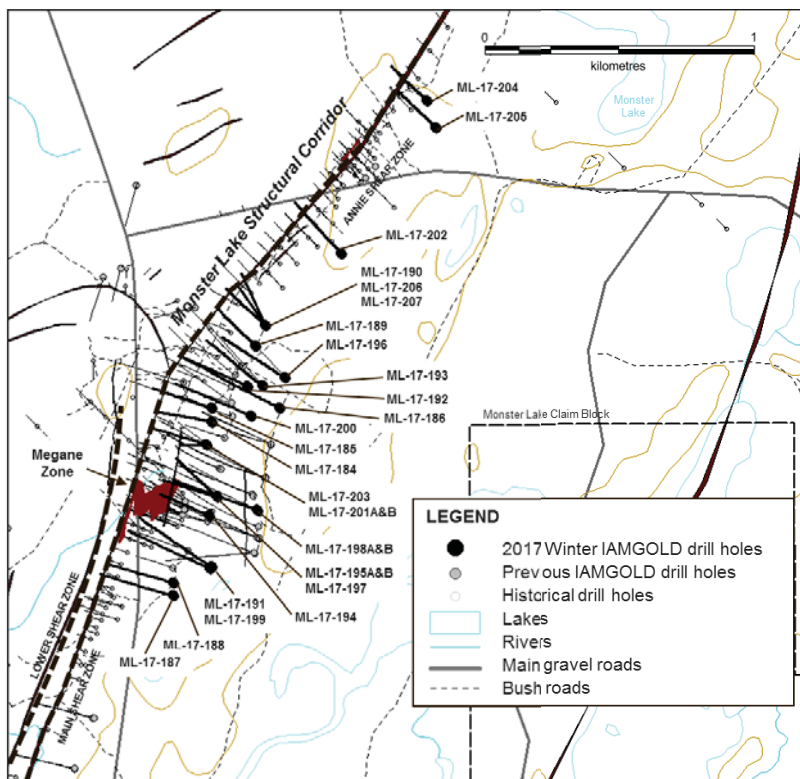 0 1
kilometres
ML-17-204
Monster
Lake
ML-17-205
Monster Lake Structural Corridor
ANNIE SHEAR ZONE
ML-17-202
ML-17-190
ML-17-206
ML-17-207
ML-17-189
ML-17-196
ML-17-193
ML-17-192
ML-17-186
Monster Lake Claim Block
ML-17-200
ML-17-185
ML-17-184
Megane
Zone
ML-17-203
ML-17-201A&B
ML-17-198A&B
ML-17-195A&B
ML-17-197
ML-17-191
ML-17-199
ML-17-194
ML-17-188
ML-17-187
LOWER SHEAR ZONE
MAIN SHEAR ZONE
LEGEND
2017 Winter IAMGOLD drill holes
Previous IAMGOLD drill holes
Historical drill holes
Lakes
Rivers
Main gravel roads
Bush roads